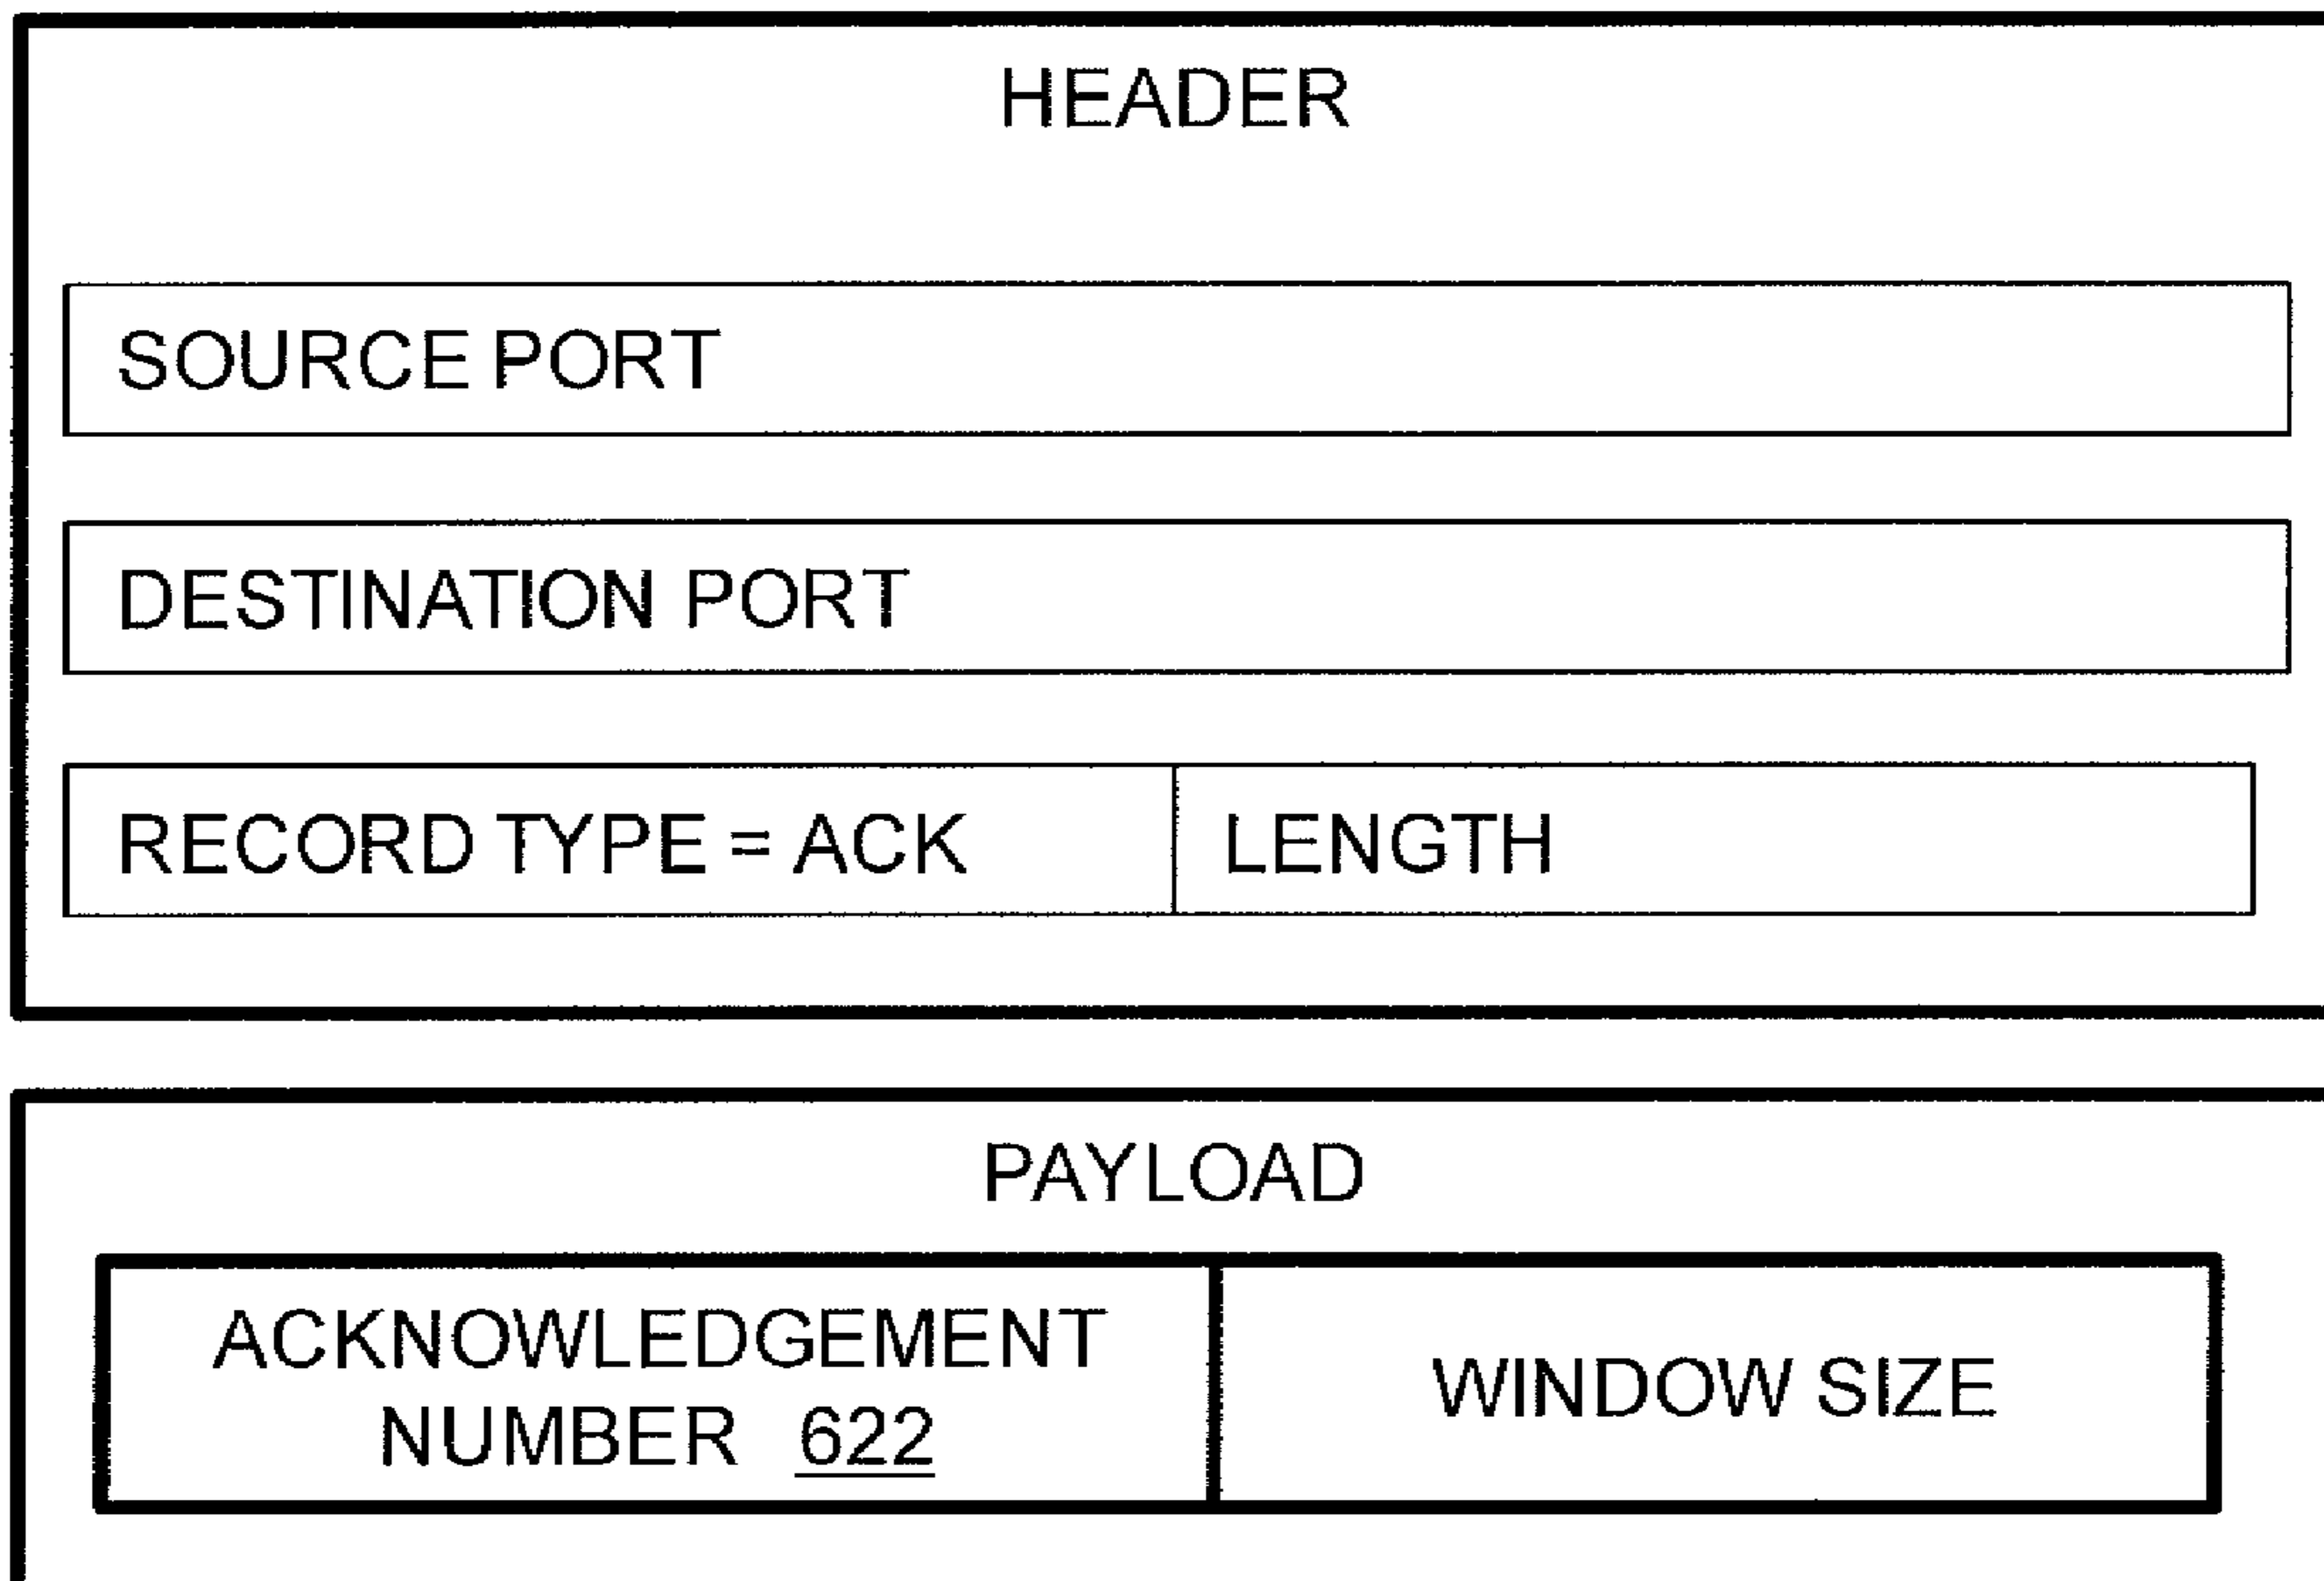 HEADER
SOURCE PORT
DESTINATION PORT
RECORD TYPE = ACK LENGTH
PAYLOAD
ACKNOWLEDGEMENT
NUMBER 622
WINDOW SIZE